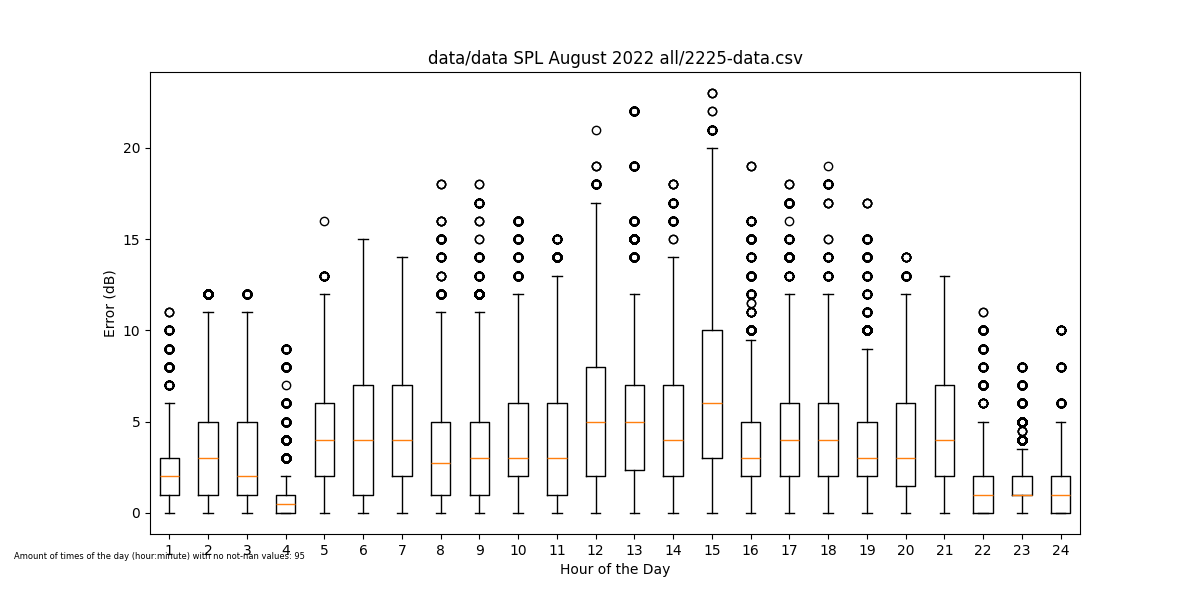 data/data SPL August 2022 all/2225-data.csv
20
15
10
5
0
Error (dB)
1 2 3 4 5 6 7 8 9 10 11 12 13 14 15 16 17 18 19 20 21 22 23 24
Amount of times of the day (hour:minute) with no not-nan values: 95
Hour of the Day